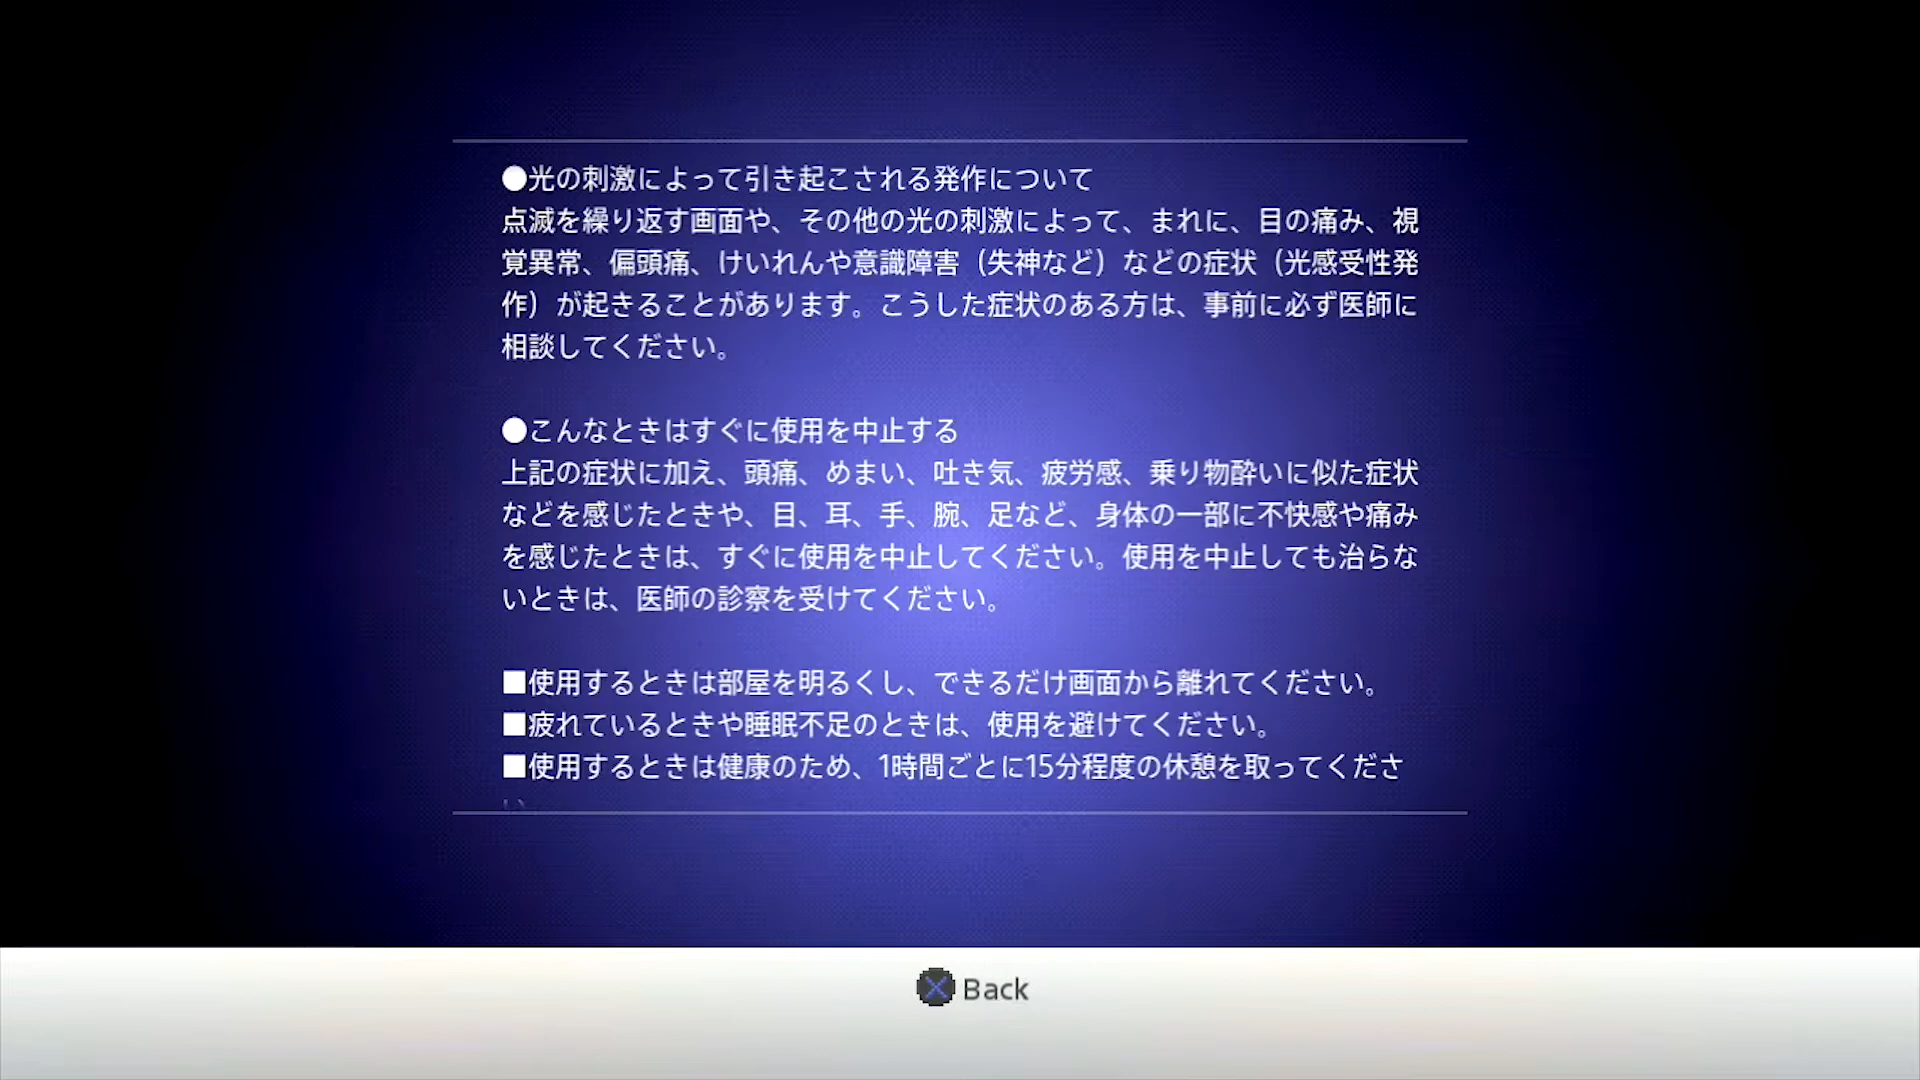 ●光の刺激によって引き起こされる発作について
点滅を繰り返す画面や、その他の光の刺激によって、まれに、目の痛み、視
覚異常、偏頭痛、けいれんや意識障害（失神など）などの症状（光感受性発
作）が起きることがあります。こうした症状のある方は、事前に必ず医師に
相談してください。
●こんなときはすぐに使用を中止する
上記の症状に加え、頭痛、めまい、吐き気、疲労感、乗り物酔いに似た症状
などを感じたときや、目、耳、手、腕、足など、身体の一部に不快感や痛み
を感じたときは、すぐに使用を中止してください。使用を中止しても治らな
いときは、医師の診察を受けてください。
■使用するときは部屋を明るくし、できるだけ画面から離れてください。
■疲れているときや睡眠不足のときは、使用を避けてください。
■使用するときは健康のため、1時間ごとに15分程度の休憩を取ってくださ
Back